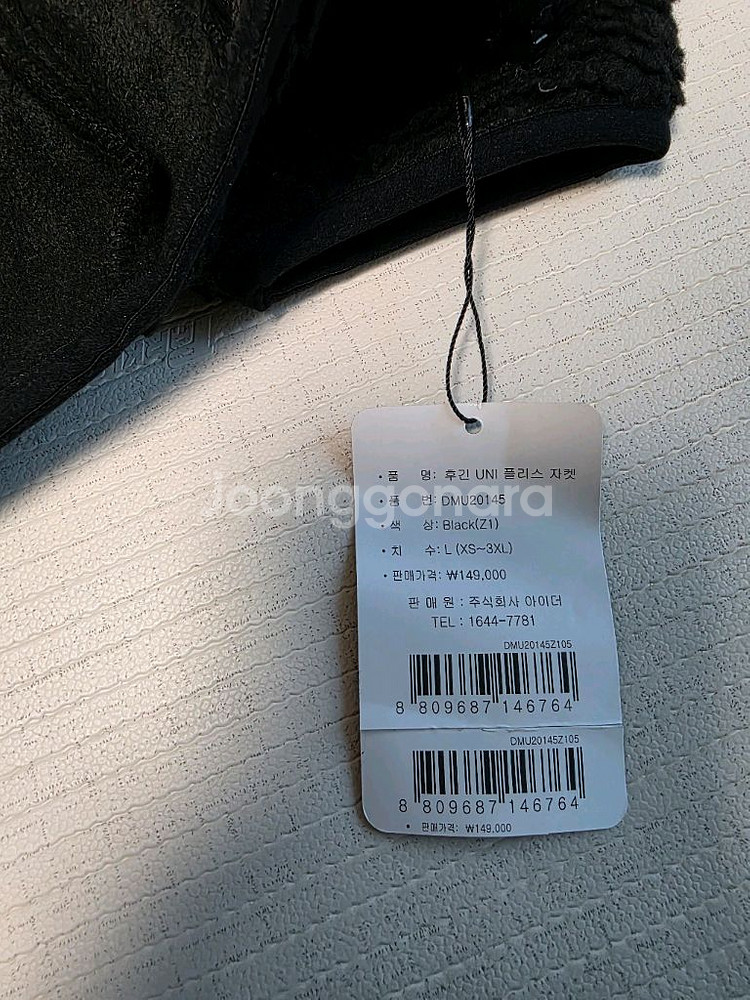 · 품 명: 후긴 UNI 플리스 자켓
· 품 번: DMU20145
Joonggonara
· 색 상: Black(Z1)
· 치 수: L (XS~3XL)
· 판매가격: ₩149,000
판 매 원 : 주식회사 아이더
TEL : 1644-7781
DMU20145Z105
8 809687 146764
DMU20145Z105
8 809687 146764
· 판매가격: ₩149,000